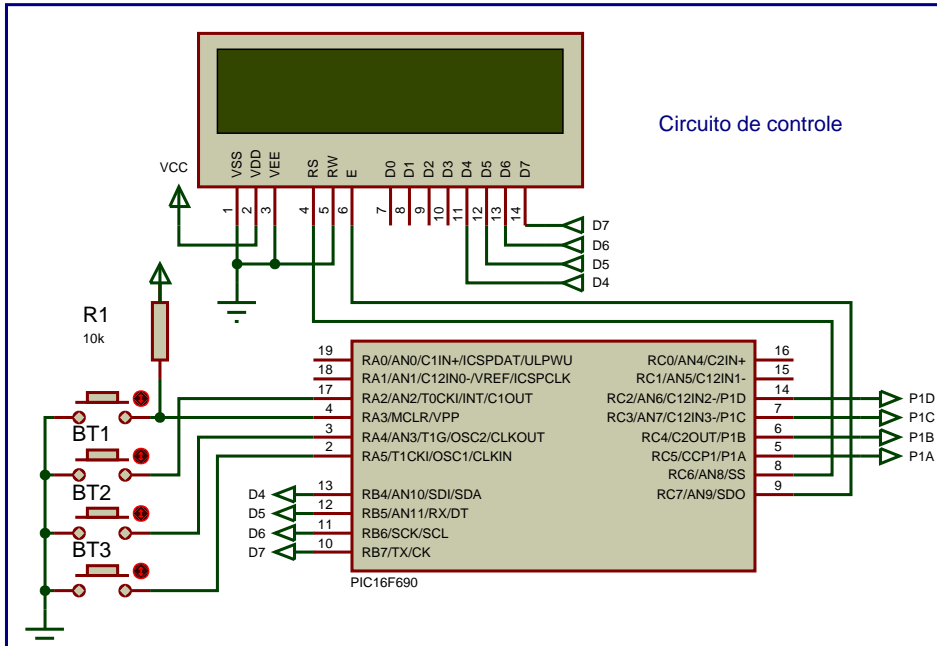 Circuito de controle
VCC
VSS
VDD
VEE
RS
RW
E
D0
D1
D2
D3
D4
D5
D6
D7
1
2
3
4
5
6
7
8
9
10
11
12
13
14
D7
D6
D5
D4
R1
10k
BT1
BT2
BT3
19 RA0/AN0/C1IN+/ICSPDAT/ULPWU
18 RA1/AN1/C12IN0-/VREF/ICSPCLK
17 RA2/AN2/T0CKI/INT/C1OUT
4 RA3/MCLR/VPP
3 RA4/AN3/T1G/OSC2/CLKOUT
2 RA5/T1CKI/OSC1/CLKIN
D4 13 RB4/AN10/SDI/SDA
D5 12 RB5/AN11/RX/DT
D6 11 RB6/SCK/SCL
D7 10 RB7/TX/CK
RC0/AN4/C2IN+ 16
RC1/AN5/C12IN1- 15
RC2/AN6/C12IN2-/P1D 14 P1D
RC3/AN7/C12IN3-/P1C 7 P1C
RC4/C2OUT/P1B 6 P1B
RC5/CCP1/P1A 5 P1A
RC6/AN8/SS 8
RC7/AN9/SDO 9
PIC16F690